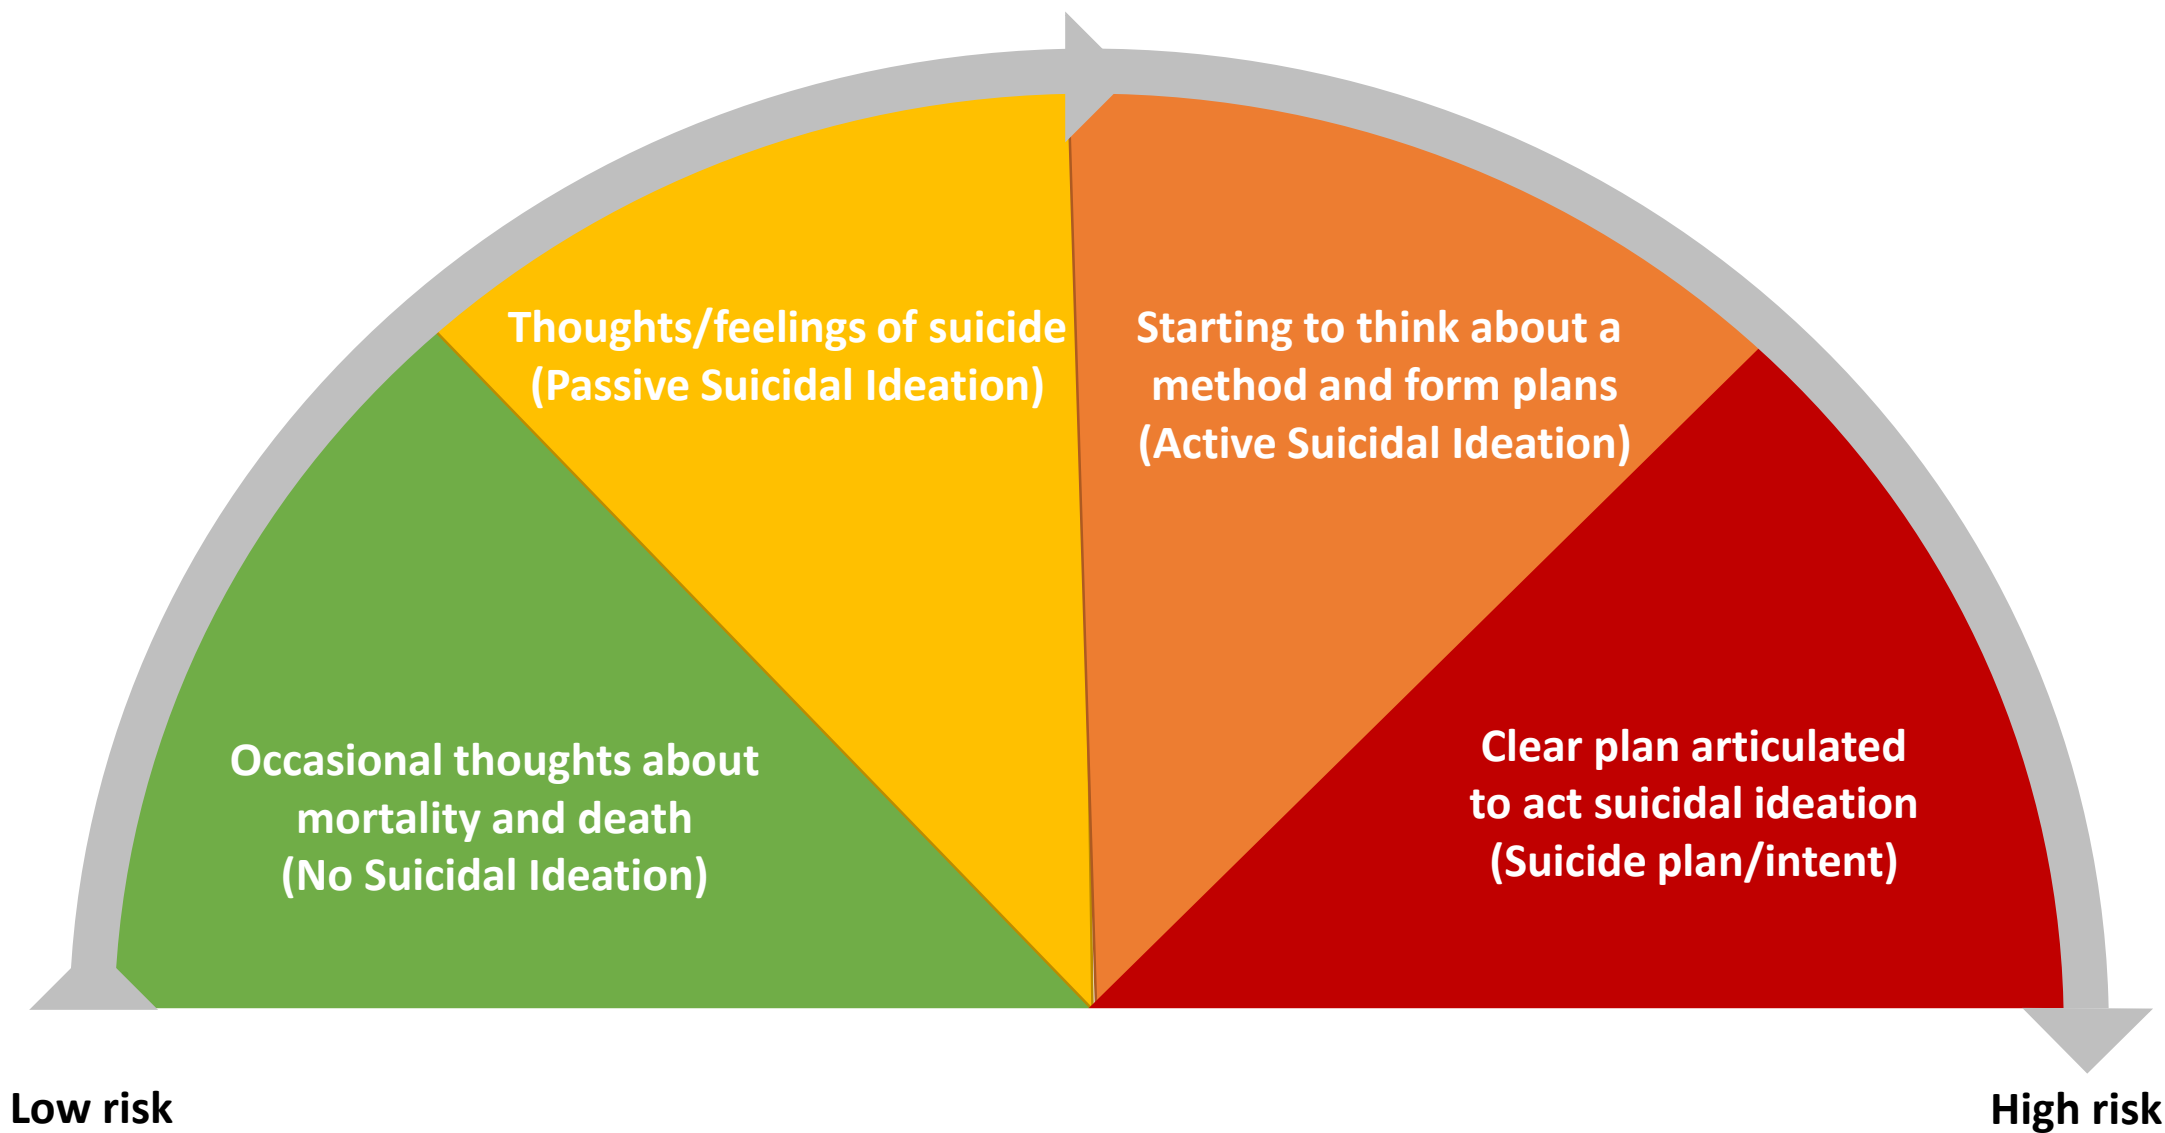 Thoughts/feelings of suicide
(Passive Suicidal Ideation)
Starting to think about a
method and form plans
(Active Suicidal Ideation)
Occasional thoughts about
mortality and death
(No Suicidal Ideation)
Clear plan articulated
to act suicidal ideation
(Suicide plan/intent)
Low risk
High risk